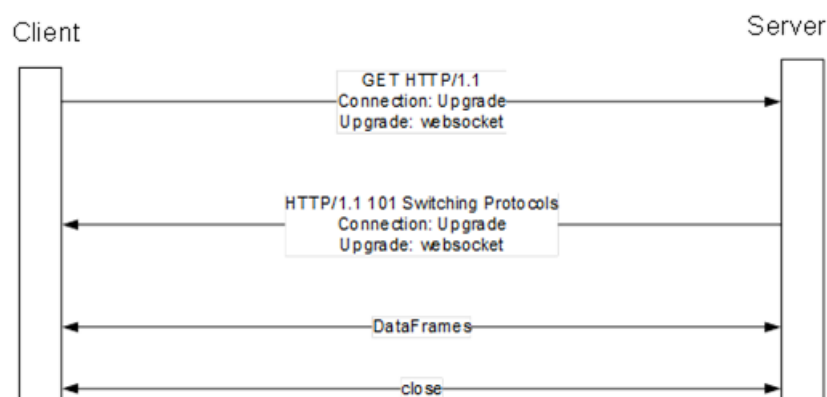 Client
Server
GET HTTP/1.1
Connection: Upgrade
Upgrade: websocket
HTTP/1.1 101 Switching Protocols
Connection: Upgrade
Upgrade: websocket
DataFrames
close